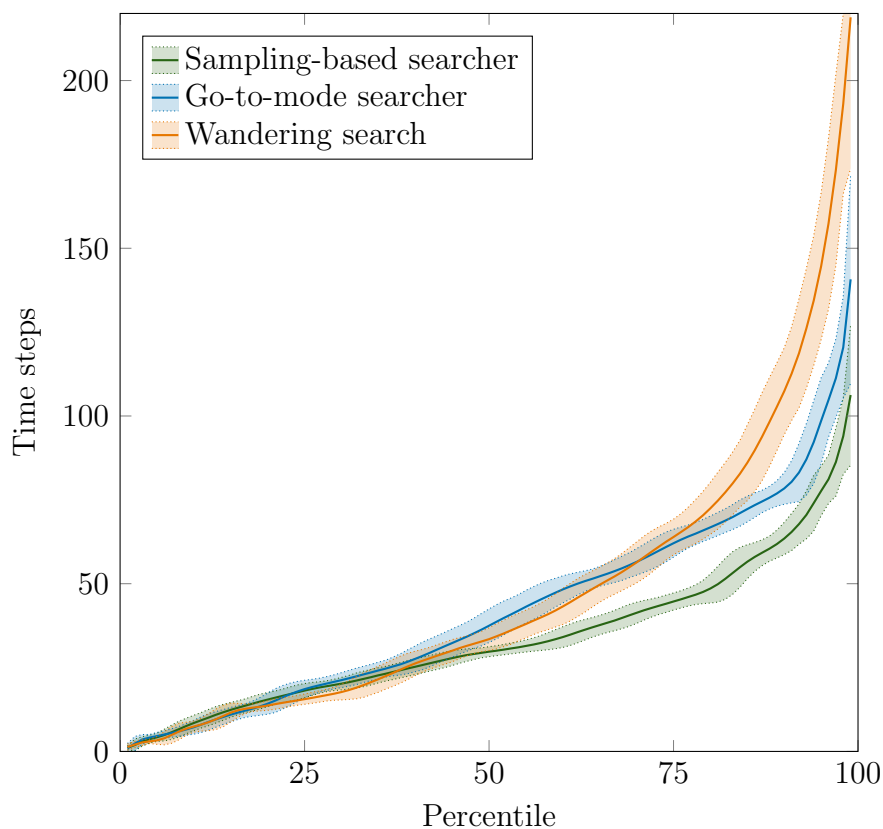 200
150
100
50
0
Time steps
Sampling-based searcher
Go-to-mode searcher
Wandering search
0 25 50 75 100
Percentile